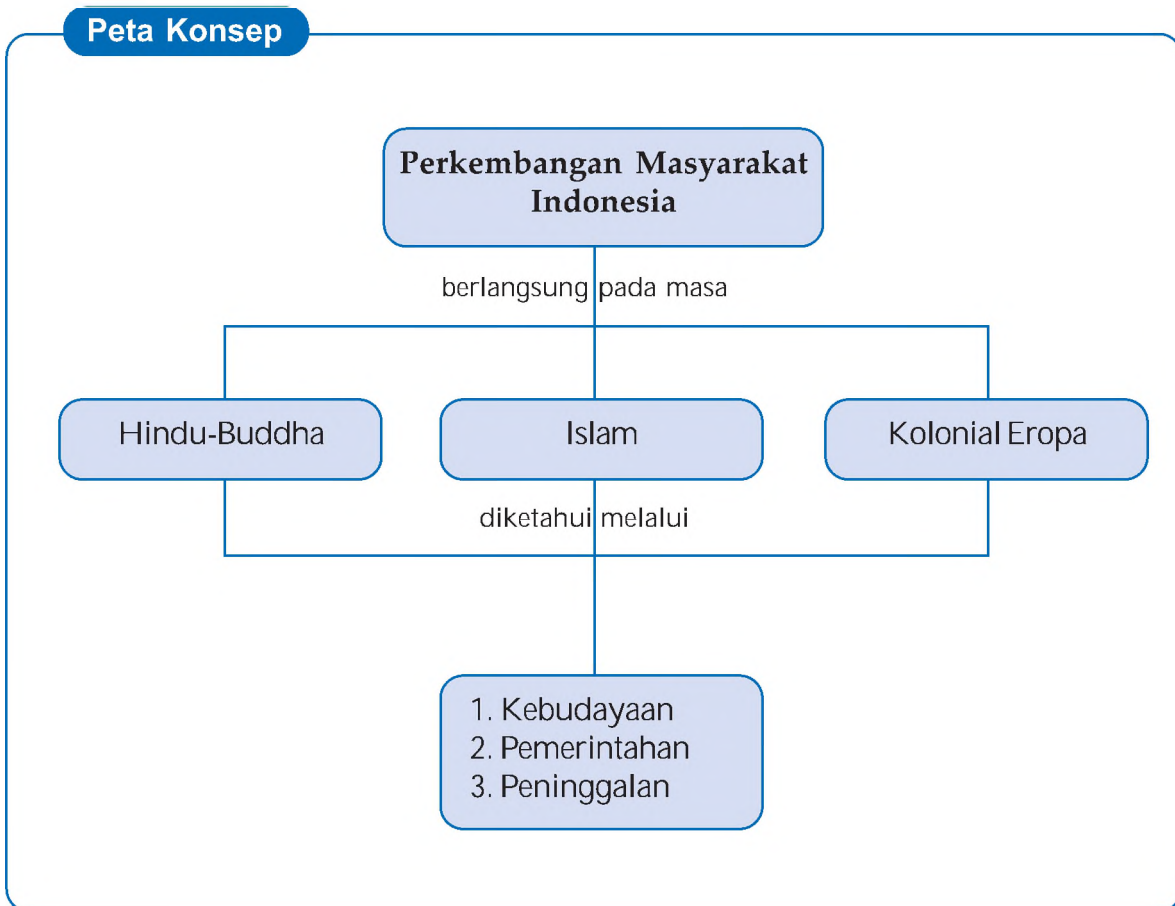 Peta Konsep
Perkembangan Masyarakat
Indonesia
berlangsung pada masa
Hindu-Buddha
Islam
Kolonial Eropa
diketahui melalui
1. Kebudayaan
2. Pemerintahan
3. Peninggalan